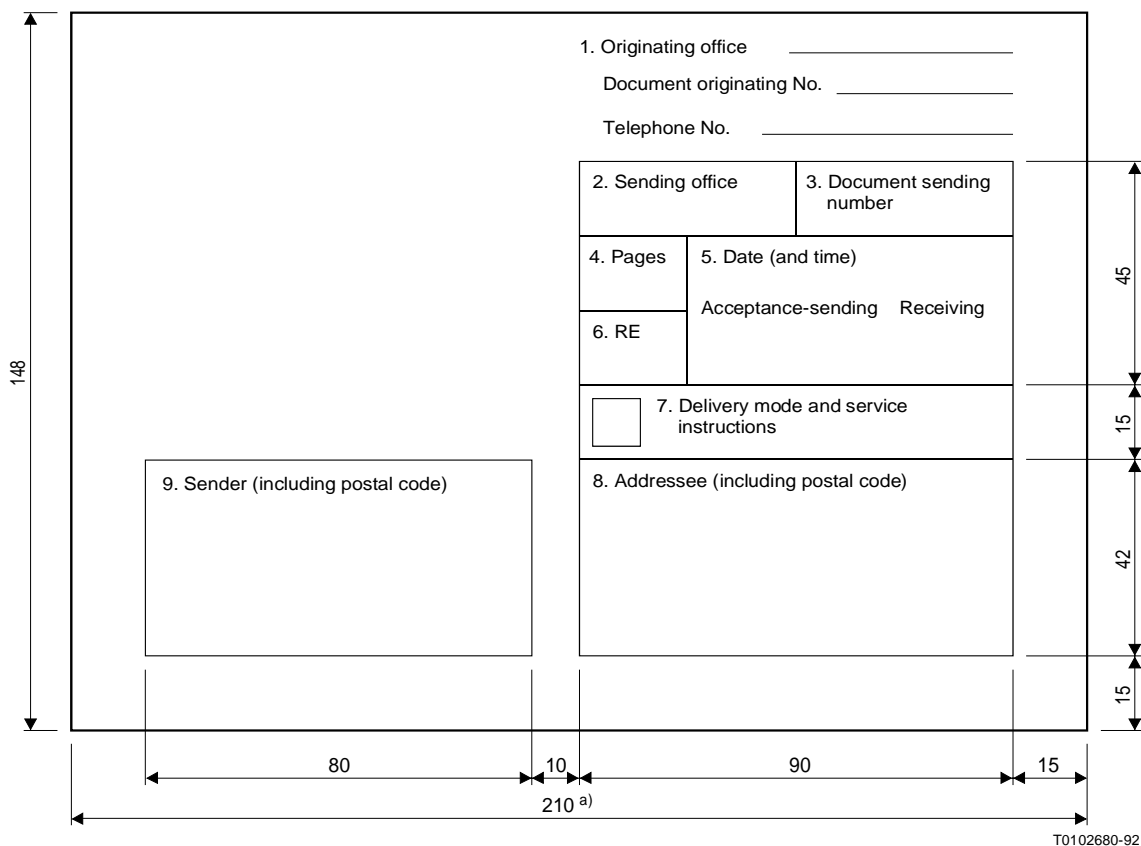 1. Originating office
Document originating No.
Telephone No.
2. Sending office
3. Document sending
number
4. Pages
5. Date (and time)
Acceptance-sending Receiving
6. RE
7. Delivery mode and service
instructions
9. Sender (including postal code)
8. Addressee (including postal code)
148
45
15
42
15
80
10
90
15
210 a)
T0102680-92